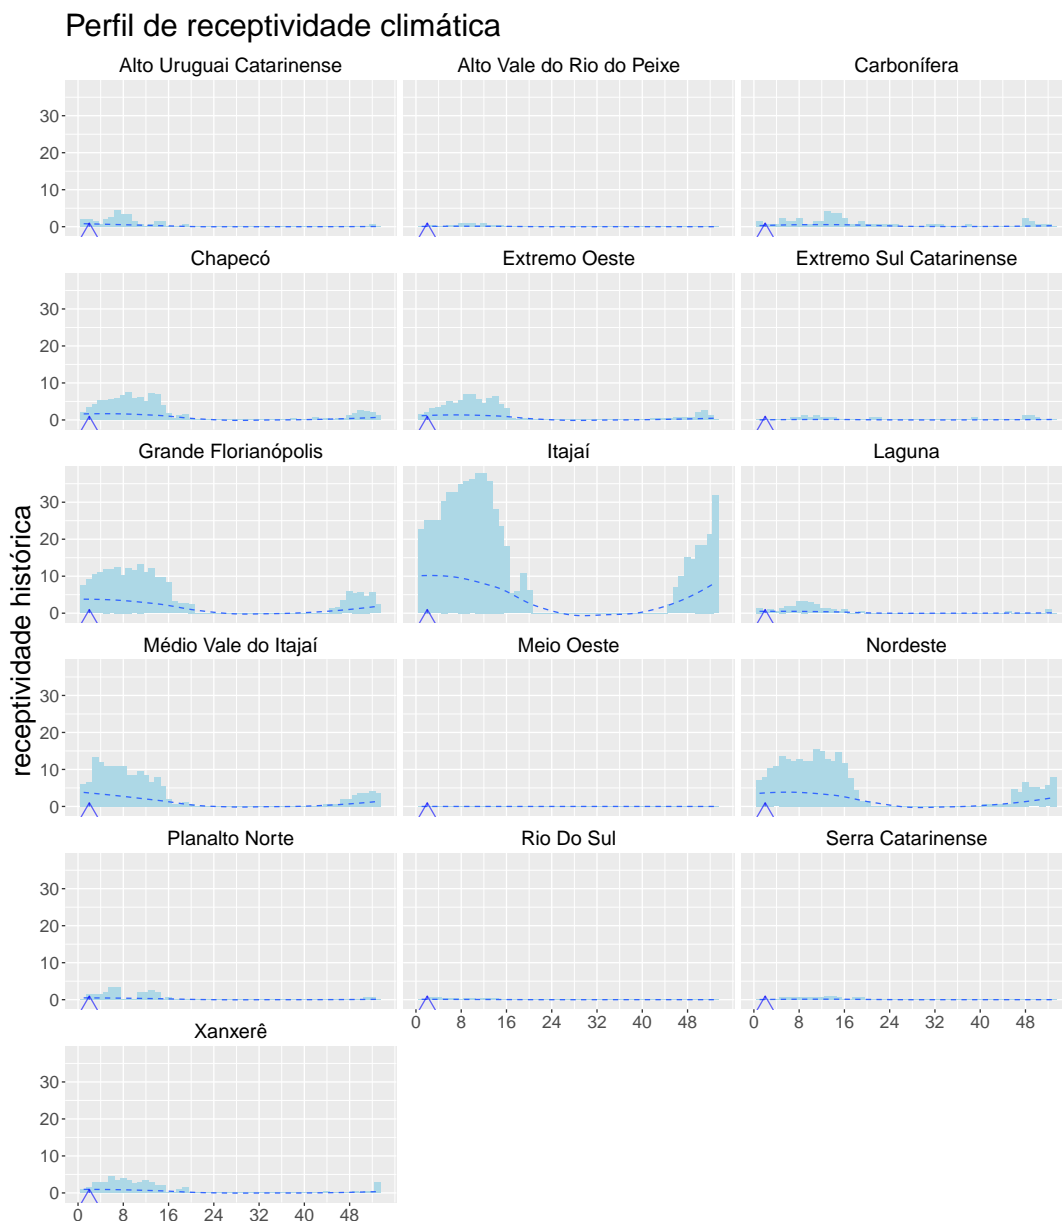 Perfil de receptividade climática
Alto Uruguai Catarinense Alto Vale do Rio do Peixe Carbonífera
30
20
10
0
Chapecó Extremo Oeste Extremo Sul Catarinense
30
20
10
0
Grande Florianópolis Itajaí Laguna
30
20
10
0
receptividade histórica
Médio Vale do Itajaí Meio Oeste Nordeste
30
20
10
0
Planalto Norte Rio Do Sul Serra Catarinense
30
20
10
0
0 8 16 24 32 40 48 0 8 16 24 32 40 48
Xanxerê
30
20
10
0
0 8 16 24 32 40 48